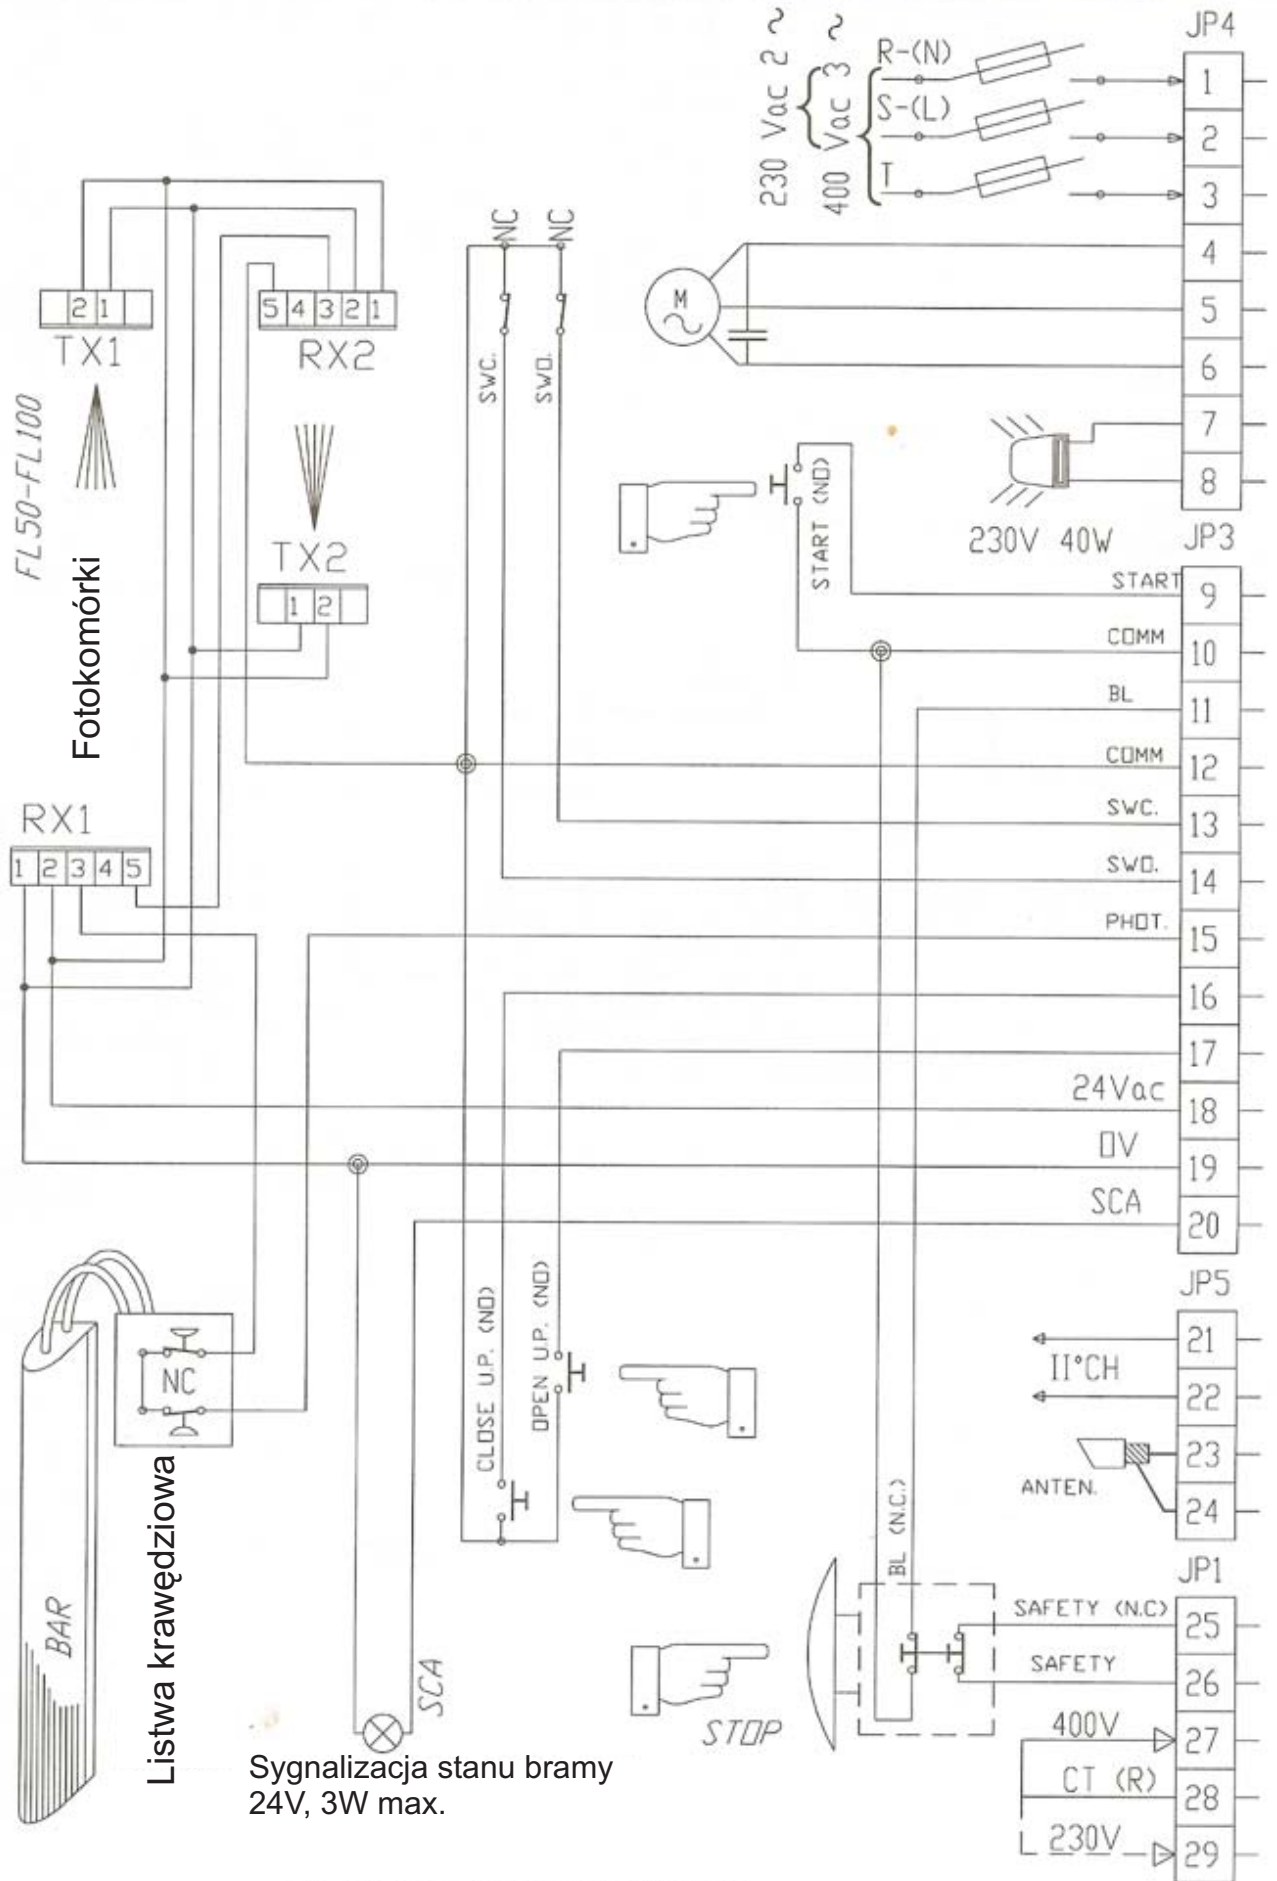 JP4
230 Vac 2 ~
400 Vac 3 ~
R-(N)
1
S-(L)
2
T
3
4
M
5
6
7
8
230V 40W
2 1
TX1
5 4 3 2 1
RX2
FL50-FL100
Fotokomórki
TX2
1 2
NC
NC
SWC.
SWO.
START (NO)
JP3
START
9
COMM
10
BL
11
COMM
12
SWC.
13
SWO.
14
PHOT.
15
16
17
24Vac
18
0V
19
SCA
20
RX1
1 2 3 4 5
NC
BAR
Listwa krawędziowa
CLOSE U.P. (NO)
OPEN U.P. (NO)
SCA
Sygnalizacja stanu bramy
24V, 3W max.
JP5
21
II°CH
22
23
ANTEN.
24
BL (N.C.)
STOP
JP1
SAFETY (N.C)
25
SAFETY
26
400V
27
CT (R)
28
230V
29